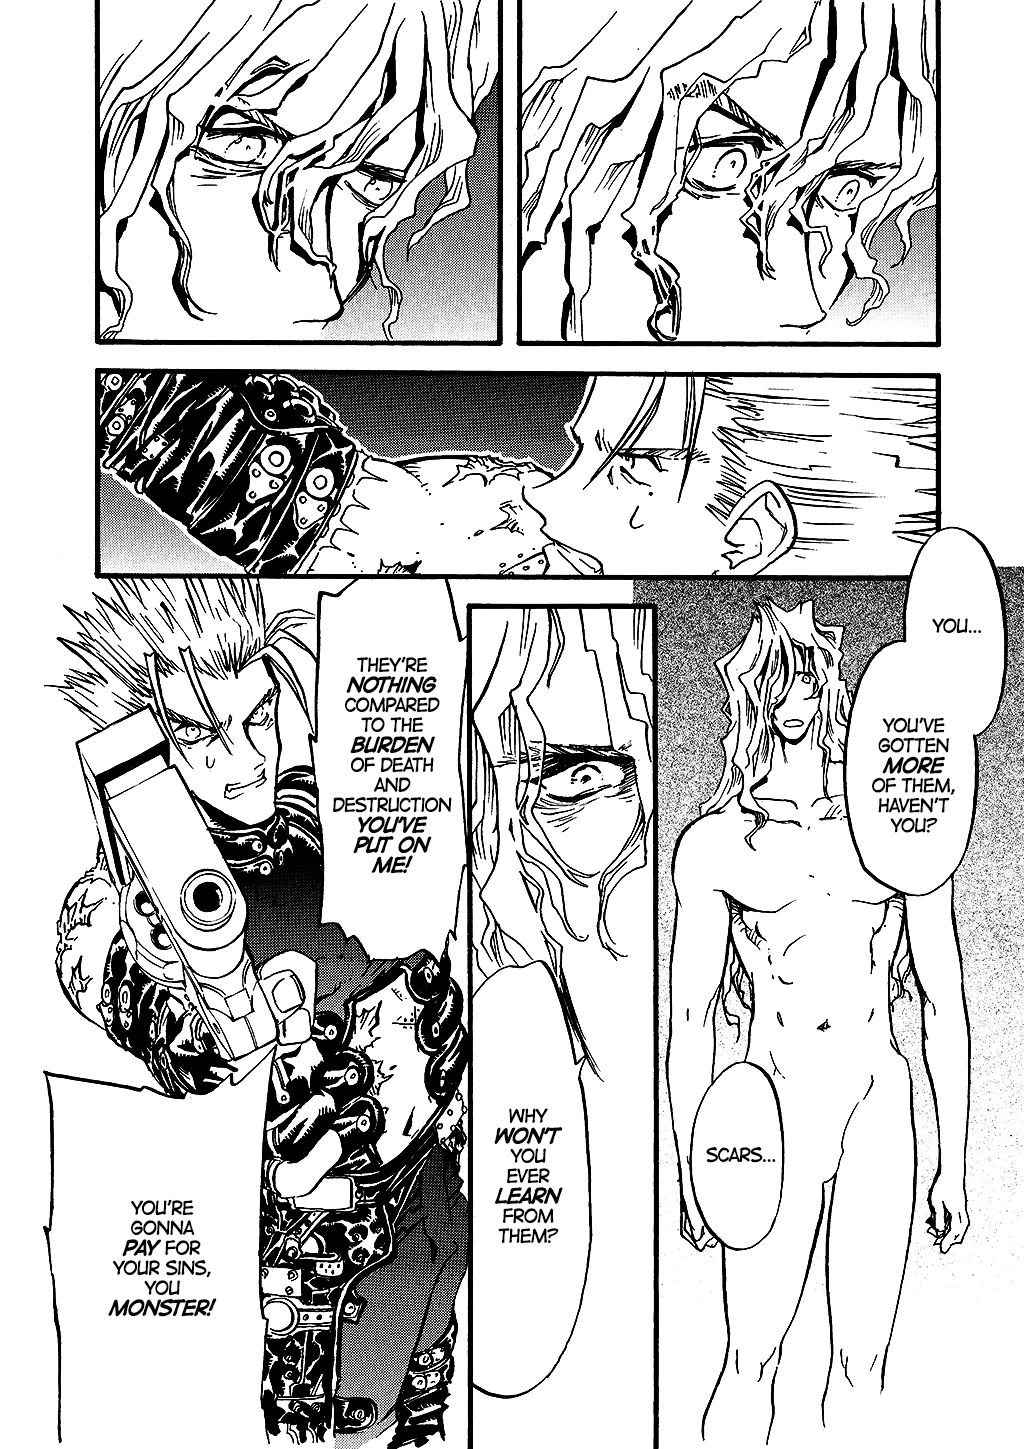 YOU...
YOU'VE
GOTTEN
MORE
OF THEM,
HAVEN'T
YOU?
SCARS...
WHY
WON'T
YOU
EVER
LEARN
FROM
THEM?
THEY'RE
NOTHING
COMPARED
TO THE
BURDEN
OF DEATH
AND
DESTRUCTION
YOU'VE
PUT ON
ME!
YOU'RE
GONNA
PAY FOR
YOUR SINS,
YOU
MONSTER!